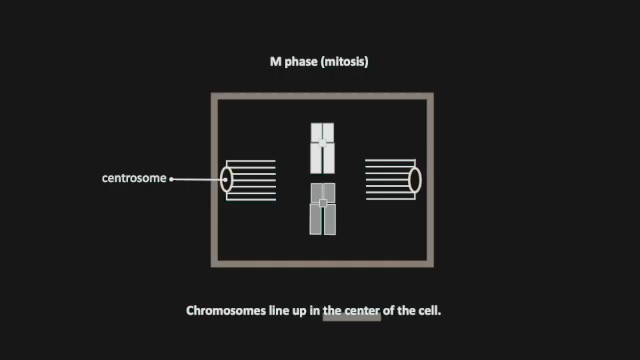 M phase (mitosis)
centrosome
Chromosomes line up in the center of the cell.